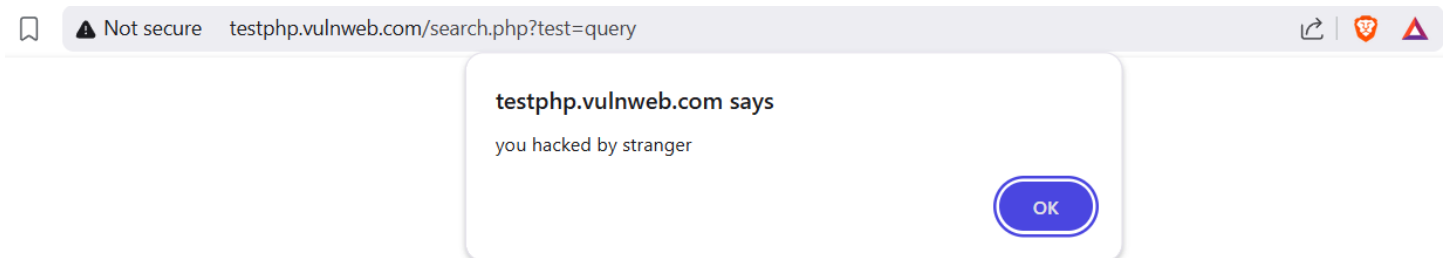 Not secure testphp.vulnweb.com/search.php?test=query
testphp.vulnweb.com says
you hacked by stranger
OK